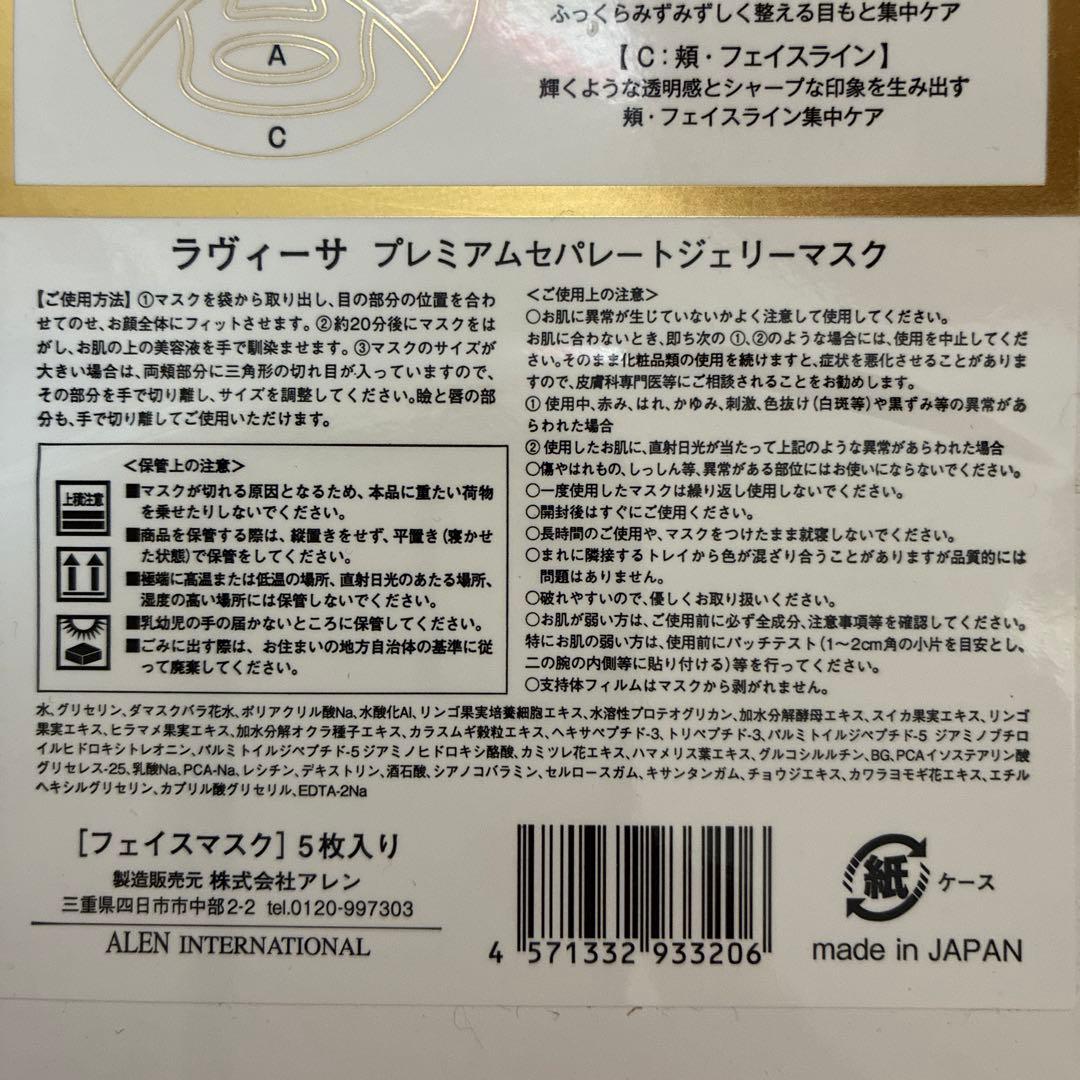 ふっくらみずみずしく整える目もと集中ケア
【C:頬・フェイスライン】
輝くような透明感とシャープな印象を生み出す
頬・フェイスライン集中ケア
A
C
ラヴィーサ プレミアムセパレートジェリーマスク
【ご使用方法】①マスクを袋から取り出し、目の部分の位置を合わ
せてのせ、お顔全体にフィットさせます。②約20分後にマスクをは
がし、お肌の上の美容液を手で馴染ませます。③マスクのサイズが
大きい場合は、両頬部分に三角形の切れ目が入っていますので、
その部分を手で切り離し、サイズを調整してください。瞼と唇の部
分も、手で切り離してご使用いただけます。
<保管上の注意>
上積注意
■マスクが切れる原因となるため、本品に重たい荷物
を乗せたりしないでください。
■商品を保管する際は、縦置きをせず、平置き(寝かせ
た状態)で保管をしてください。
■極端に高温または低温の場所、直射日光のあたる場所、
湿度の高い場所には保管しないでください。
■乳幼児の手の届かないところに保管してください。
■ごみに出す際は、お住まいの地方自治体の基準に従
って廃棄してください。
<ご使用上の注意>
○お肌に異常が生じていないかよく注意して使用してください。
お肌に合わないとき、即ち次の①、②のような場合には、使用を中止してくだ
さい。そのまま化粧品類の使用を続けますと、症状を悪化させることがありま
すので、皮膚科専門医等にご相談されることをお勧めします。
① 使用中、赤み、はれ、かゆみ、刺激、色抜け(白斑等)や黒ずみ等の異常があ
らわれた場合
② 使用したお肌に、直射日光が当たって上記のような異常があらわれた場合
○傷やはれもの、しっしん等、異常がある部位にはお使いにならないでください。
○一度使用したマスクは繰り返し使用しないでください。
○開封後はすぐにご使用ください。
○長時間のご使用や、マスクをつけたまま就寝しないでください。
○まれに隣接するトレイから色が混ざり合うことがありますが品質的には
問題はありません。
○破れやすいので、優しくお取り扱いください。
○お肌が弱い方は、ご使用前に必ず全成分、注意事項等を確認してください。
特にお肌の弱い方は、使用前にパッチテスト(1〜2cm角の小片を目安とし、
二の腕の内側等に貼り付ける)等を行ってください。
○支持体フィルムはマスクから剥がれません。
水、グリセリン、ダマスクバラ花水、ポリアクリル酸Na、水酸化Al、リンゴ果実培養細胞エキス、水溶性プロテオグリカン、加水分解酵母エキス、スイカ果実エキス、リンゴ
果実エキス、ヒラマメ果実エキス、加水分解オクラ種子エキス、カラスムギ穀粒エキス、ヘキサペプチド-3、トリペプチド-3、パルミトイルジペプチド-5 ジアミノブチロ
イルヒドロキシトレオニン、パルミトイルジペプチド-5 ジアミノヒドロキシ酪酸、カミツレ花エキス、ハマメリス葉エキス、グルコシルルチン、BG、PCAイソステアリン酸
グリセレス-25、乳酸Na、PCA-Na、レシチン、デキストリン、酒石酸、シアノコバラミン、セルロースガム、キサンタンガム、チョウジエキス、カワラヨモギ花エキス、エチル
ヘキシルグリセリン、カプリル酸グリセリル、EDTA-2Na
[フェイスマスク] 5枚入り
製造販売元 株式会社アレン
三重県四日市市中部2-2 tel.0120-997303
ALEN INTERNATIONAL
4 571332 933206
紙 ケース
made in JAPAN